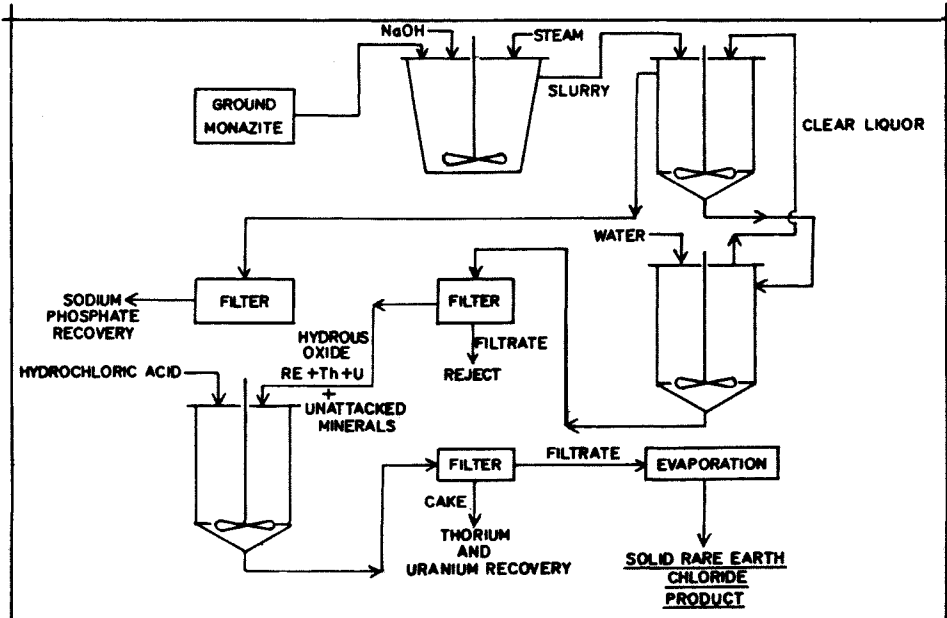 NaOH
STEAM
SLURRY
GROUND
MONAZITE
CLEAR LIQUOR
WATER
FILTER
SODIUM
PHOSPHATE
RECOVERY
FILTER
FILTRATE
REJECT
HYDROUS
OXIDE
RE+Th+U
+
UNATTACKED
MINERALS
HYDROCHLORIC ACID
FILTER
FILTRATE
EVAPORATION
CAKE
THORIUM
AND
URANIUM RECOVERY
SOLID RARE EARTH
CHLORIDE
PRODUCT